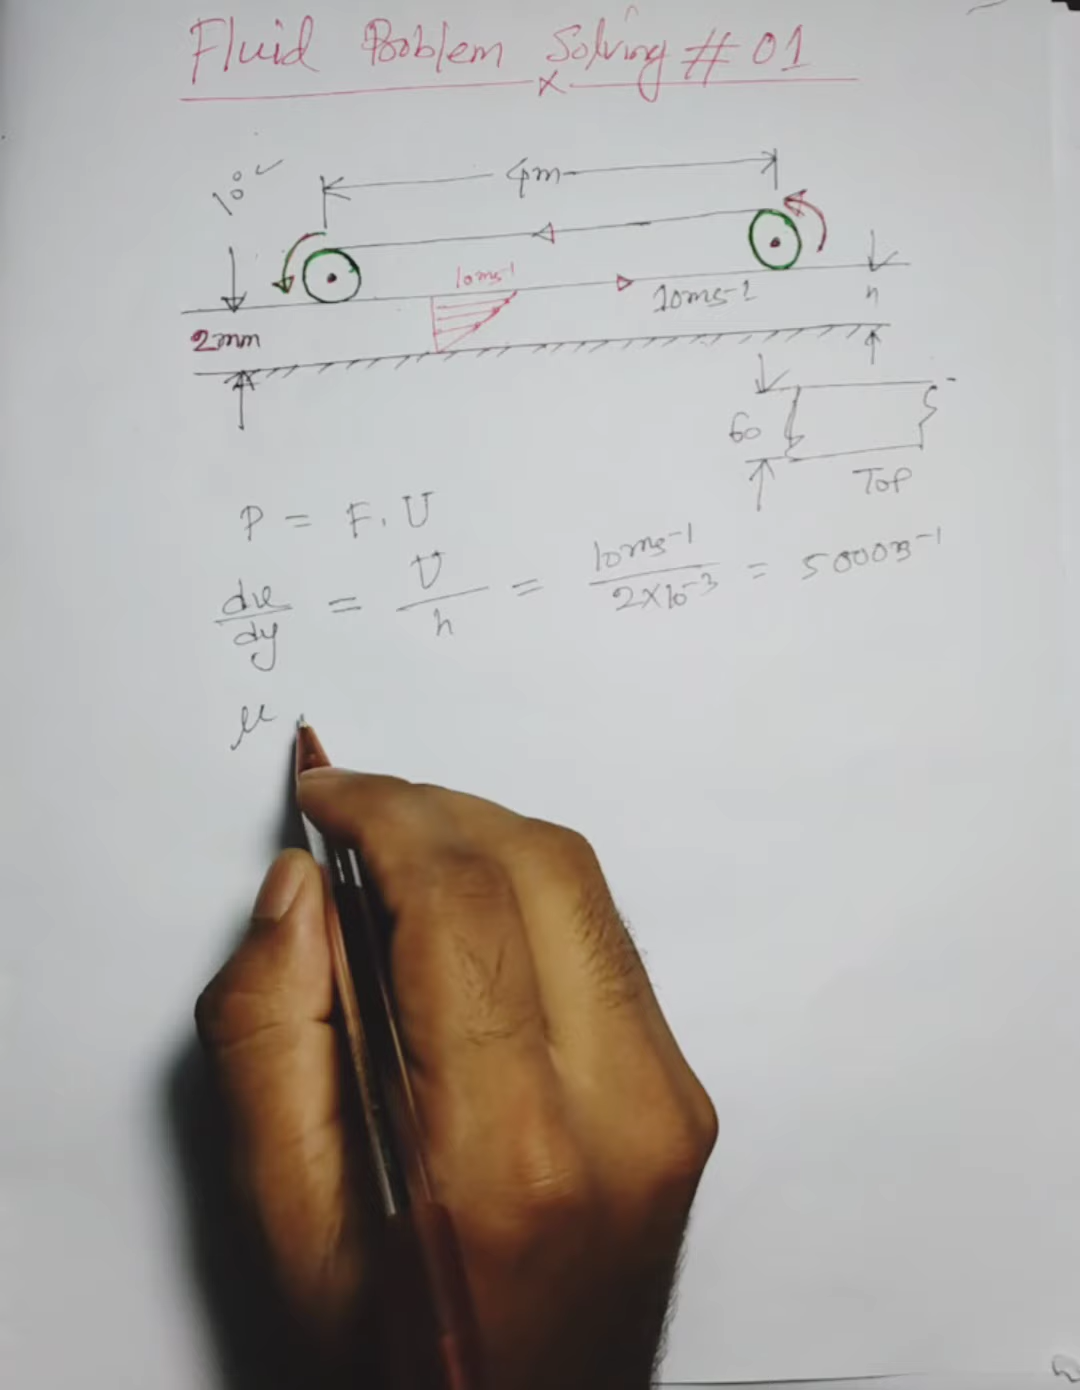 Fluid Problem Solving # 01
10°
4m
10ms-1
10ms-1
h
2mm
60
TOP
P = F. U
du/dy = U/h = 10ms-1/2×10-3 = 5000s-1
μ